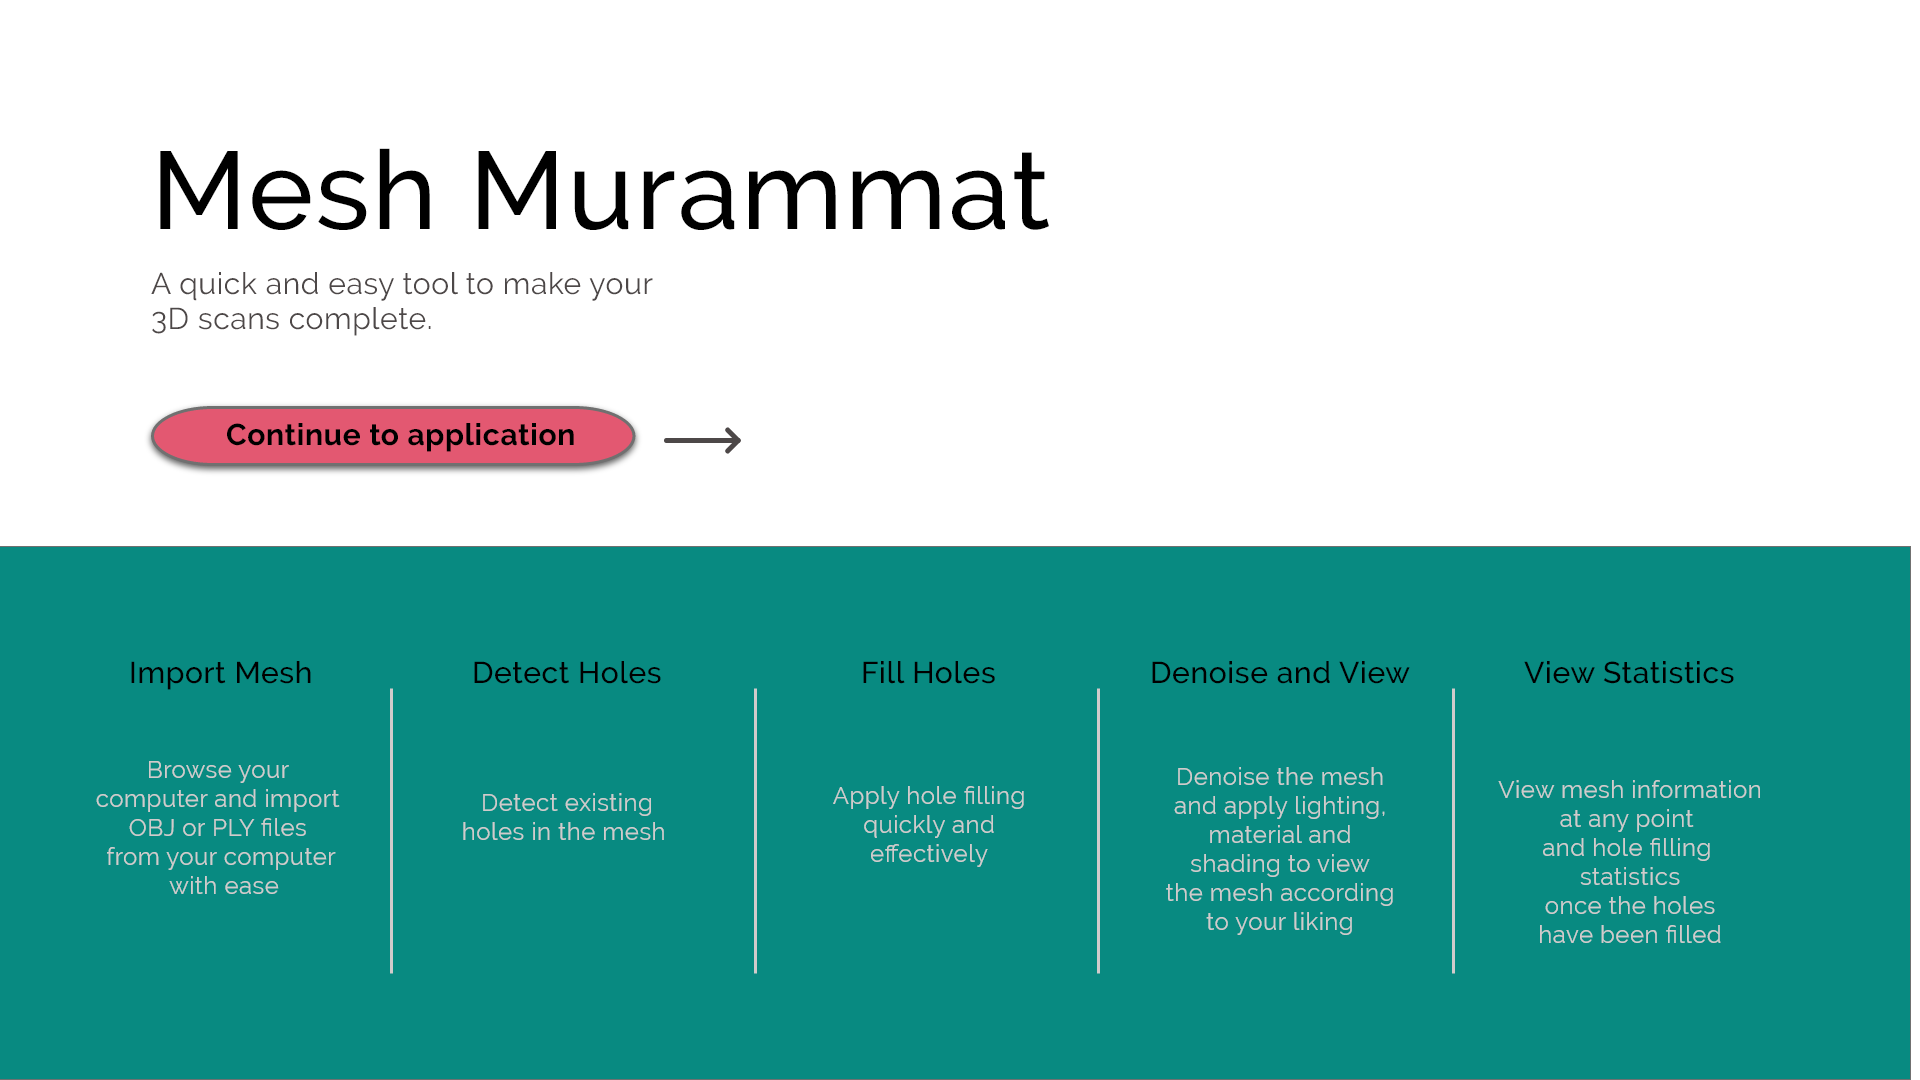 Mesh Murammat
A quick and easy tool to make your
3D scans complete.
Continue to application
Import Mesh
Browse your
computer and import
OBJ or PLY files
from your computer
with ease
Detect Holes
Detect existing
holes in the mesh
Fill Holes
Apply hole filling
quickly and
effectively
Denoise and View
Denoise the mesh
and apply lighting,
material and
shading to view
the mesh according
to your liking
View Statistics
View mesh information
at any point
and hole filling
statistics
once the holes
have been filled